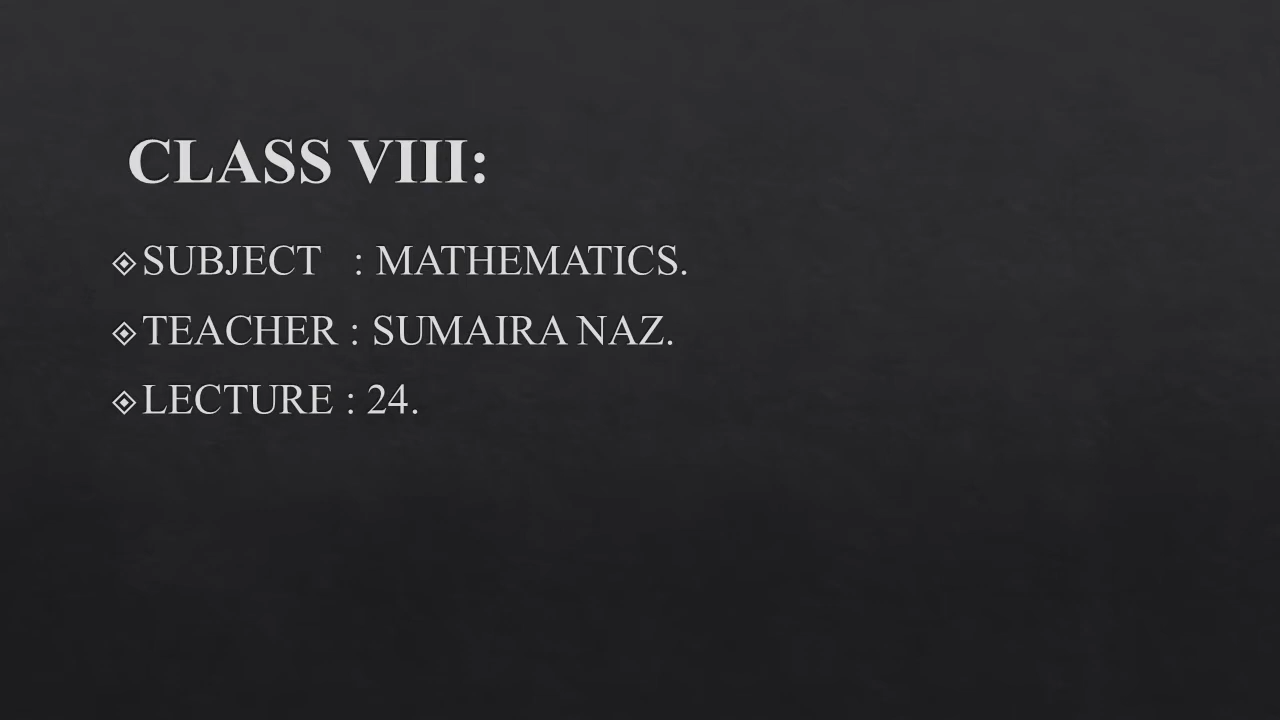 CLASS VIII:
SUBJECT : MATHEMATICS.
TEACHER : SUMAIRA NAZ.
LECTURE : 24.